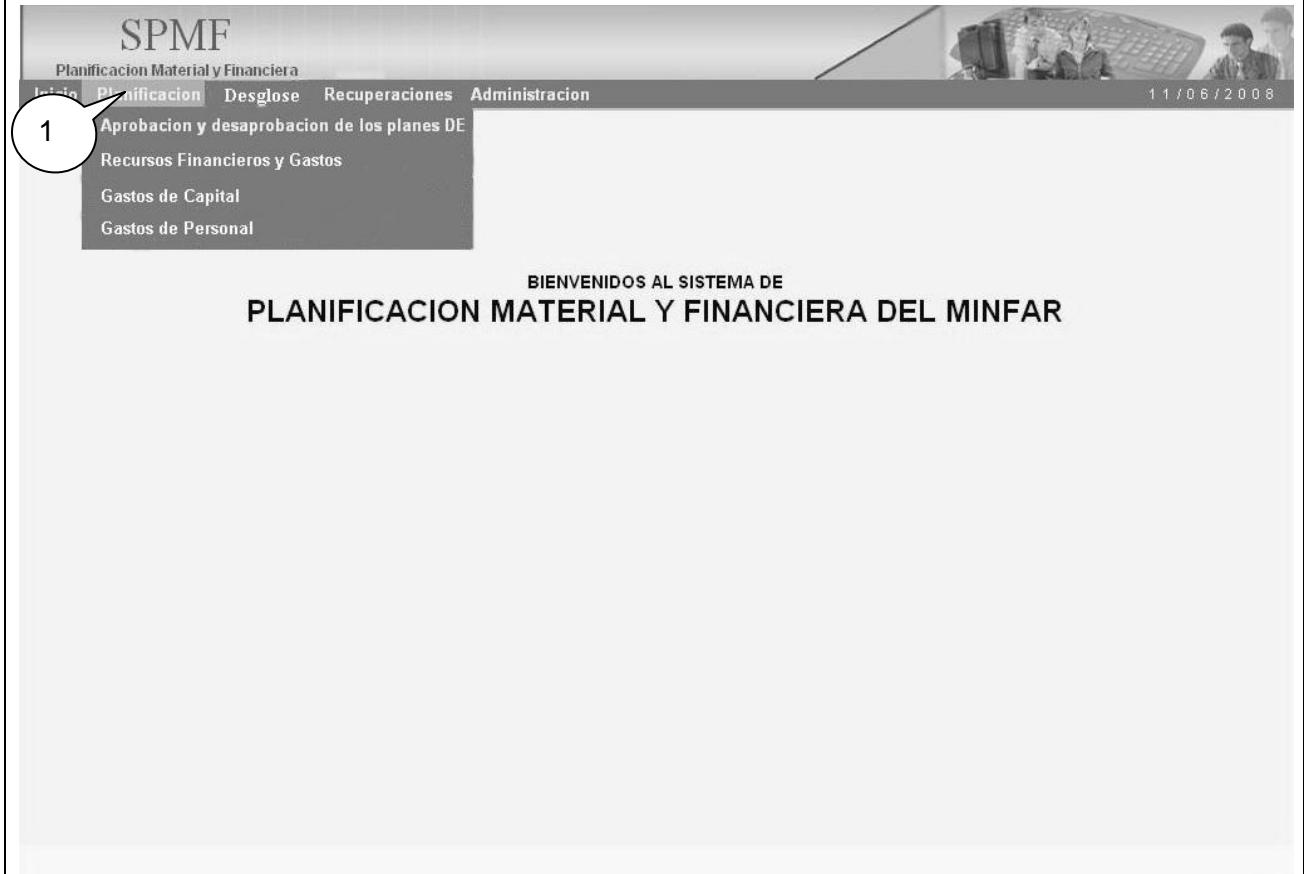 SPMF
Planificacion Material y Financiera
Inicio Planificacion Desglose Recuperaciones Administracion 11/06/2008
1
Aprobacion y desaprobacion de los planes DE
Recursos Financieros y Gastos
Gastos de Capital
Gastos de Personal
BIENVENIDOS AL SISTEMA DE
PLANIFICACION MATERIAL Y FINANCIERA DEL MINFAR